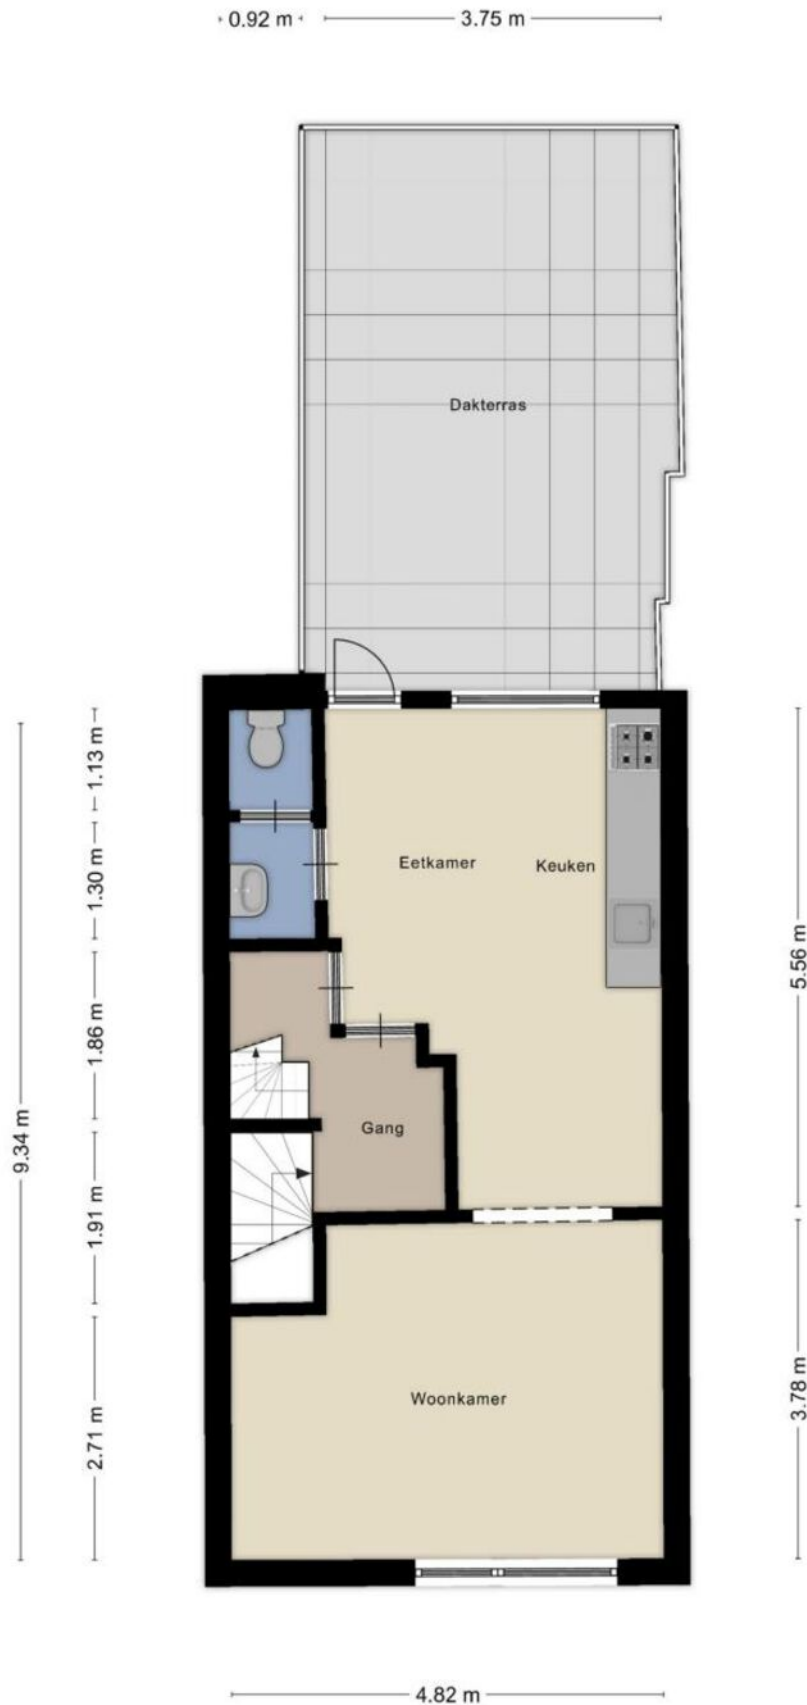 0.92 m
3.75 m
Dakterras
1.13 m
1.30 m
Eetkamer
Keuken
5.56 m
1.86 m
9.34 m
Gang
1.91 m
3.78 m
Woonkamer
2.71 m
4.82 m